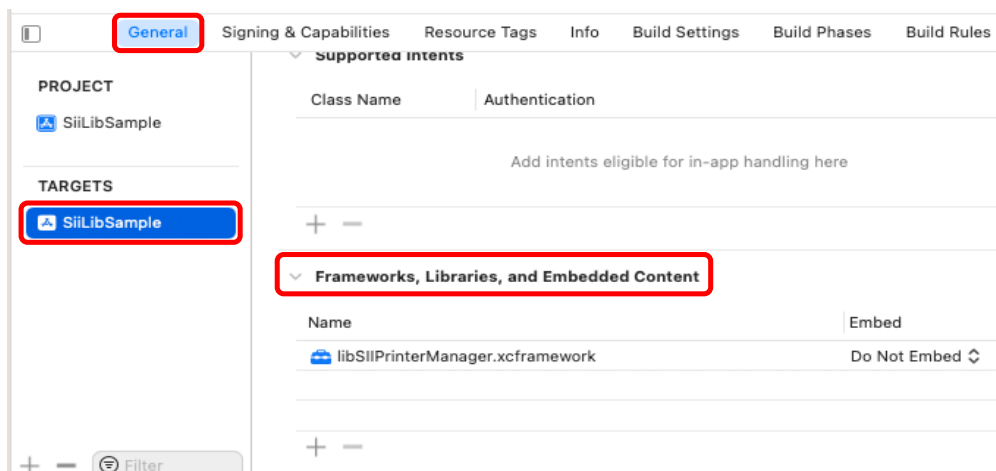 General Signing & Capabilities Resource Tags Info Build Settings Build Phases Build Rules
PROJECT
SiiLibSample
TARGETS
SiiLibSample
Filter
Supported Intents
Class Name Authentication
Add intents eligible for in-app handling here
Frameworks, Libraries, and Embedded Content
Name Embed
libSIIPrinterManager.xcframework Do Not Embed